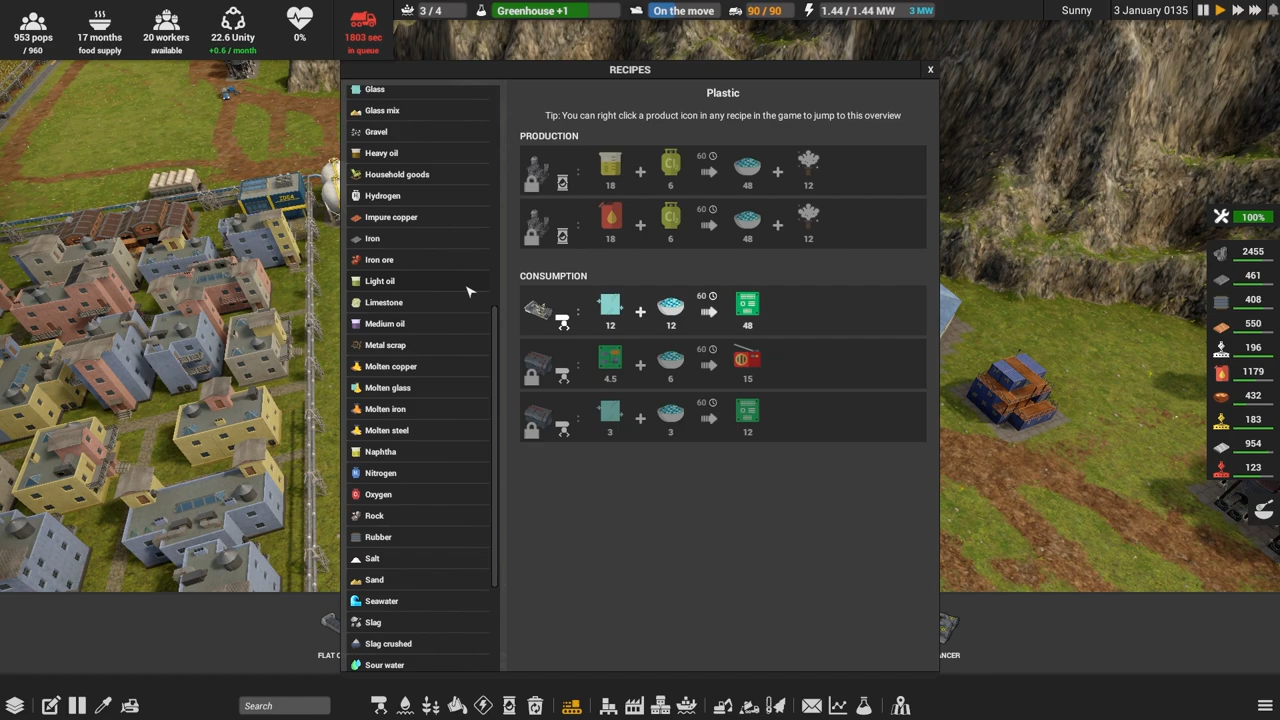 953 pops
/ 960
17 months
food supply
20 workers
available
22.6 Unity
+0.6 / month
0%
1803 sec
in queue
3 / 4
Greenhouse +1
On the move
90 / 90
1.44 / 1.44 MW
3 MW
Sunny
3 January 0135
RECIPES
x
Glass
Glass mix
Gravel
Heavy oil
Household goods
Hydrogen
Impure copper
Iron
Iron ore
Light oil
Limestone
Medium oil
Metal scrap
Molten copper
Molten glass
Molten iron
Molten steel
Naphtha
Nitrogen
Oxygen
Rock
Rubber
Salt
Sand
Seawater
Slag
Slag crushed
Sour water
Plastic
Tip: You can right click a product icon in any recipe in the game to jump to this overview
PRODUCTION
: 18 + 6 60 48 + 12
: 18 + 6 60 48 + 12
CONSUMPTION
: 12 + 12 60 48
: 4.5 + 6 60 15
: 3 + 3 60 12
100%
2455
461
408
550
196
1179
432
183
954
123
FLAT C
ANCER
Search